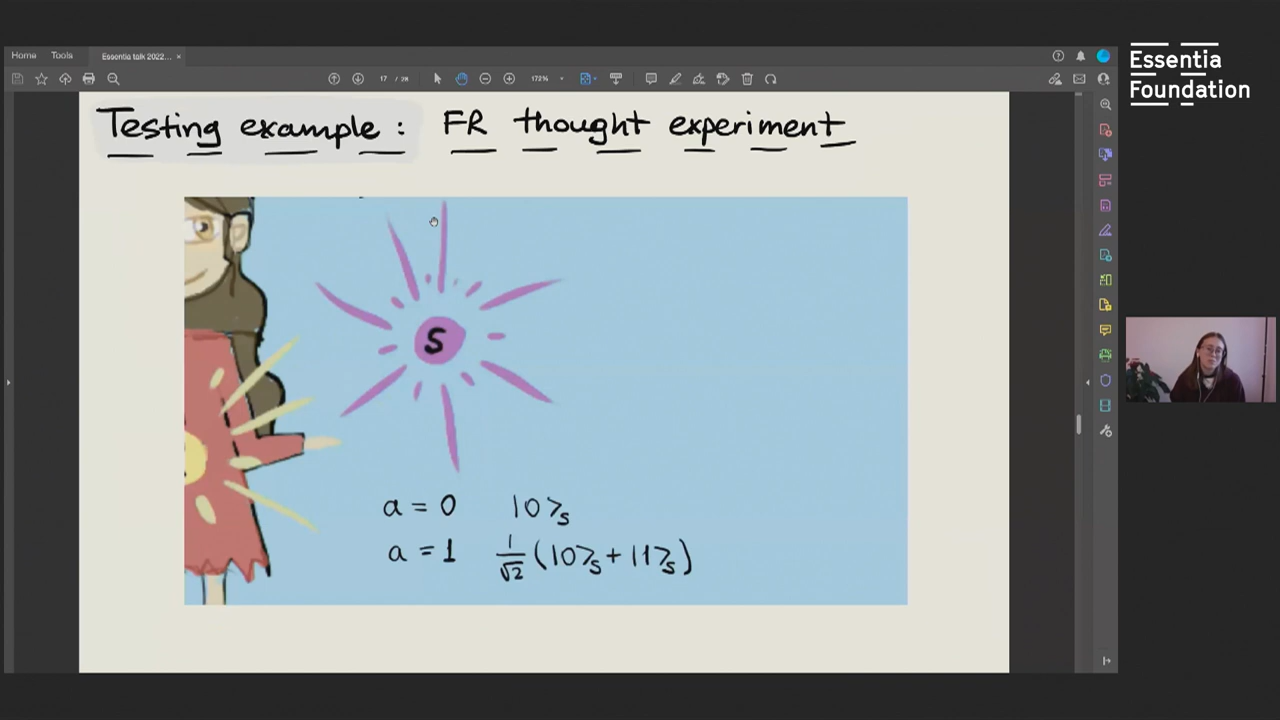 Home Tools Essentia talk 2022... ×
17 / 28 172%
Essentia
Foundation
Testing example : FR thought experiment
S
a = 0 |0>s
a = 1 1/√2 (|0>s + |1>s)